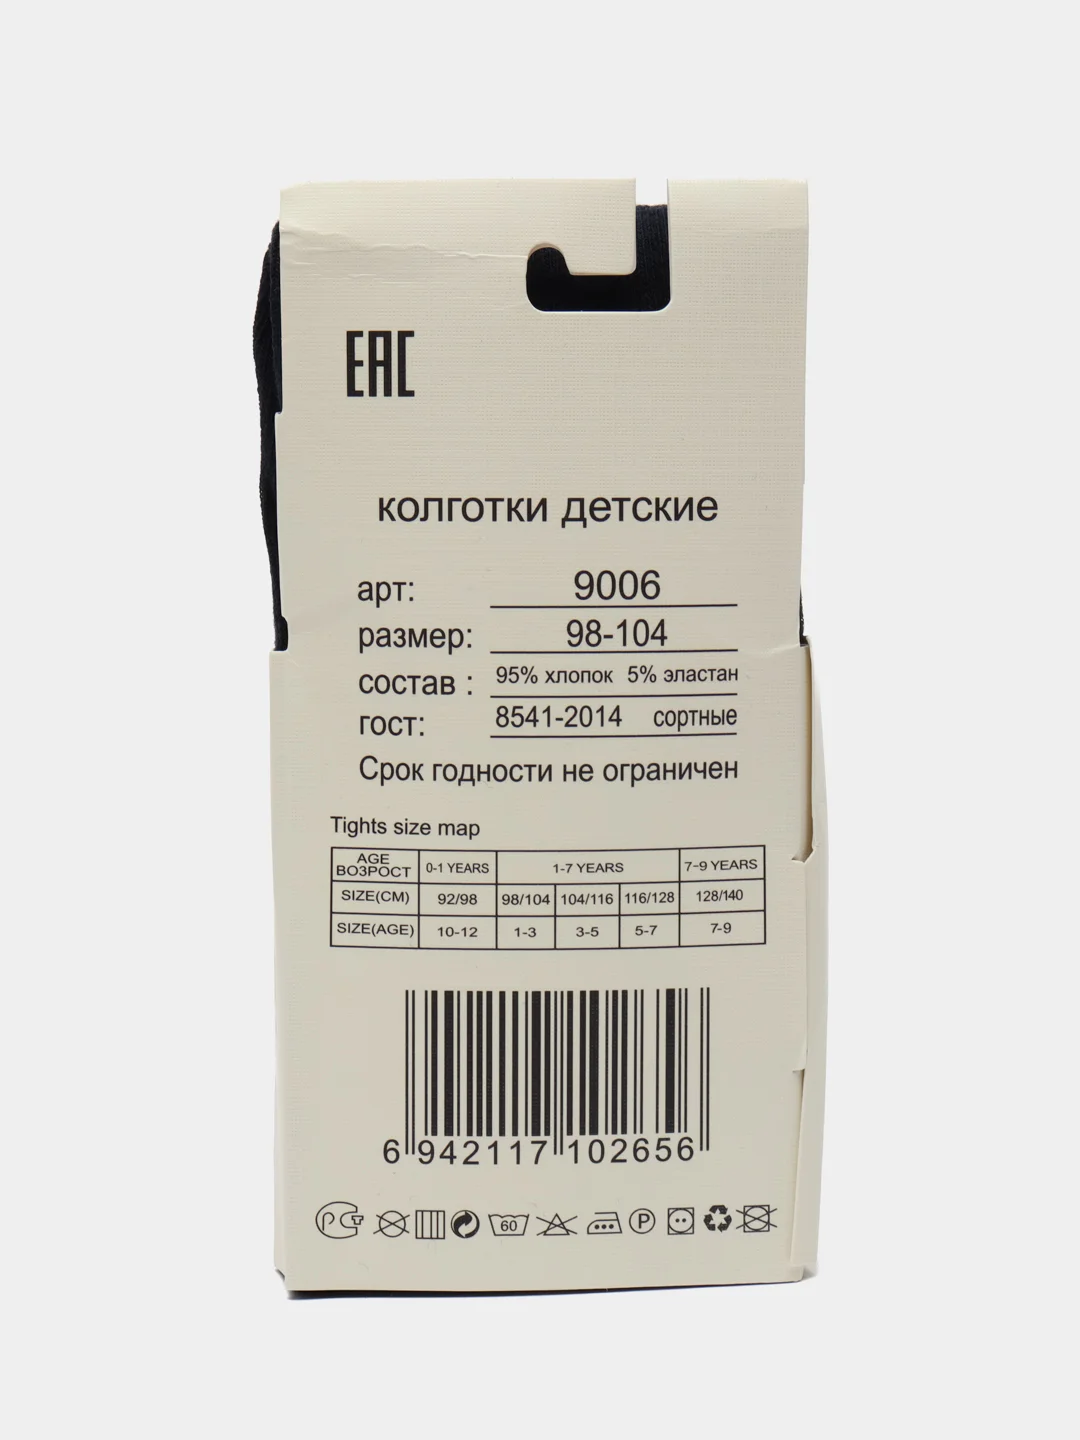 EAC
колготки детские
арт: 9006
размер: 98-104
состав : 95% хлопок 5% эластан
гост: 8541-2014 сортные
Срок годности не ограничен
Tights size map
AGE ВОЗРОСТ 0-1 YEARS 1-7 YEARS 7-9 YEARS
SIZE(CM) 92/98 98/104 104/116 116/128 128/140
SIZE(AGE) 10-12 1-3 3-5 5-7 7-9
6 942117 102656
РСТ 60 P